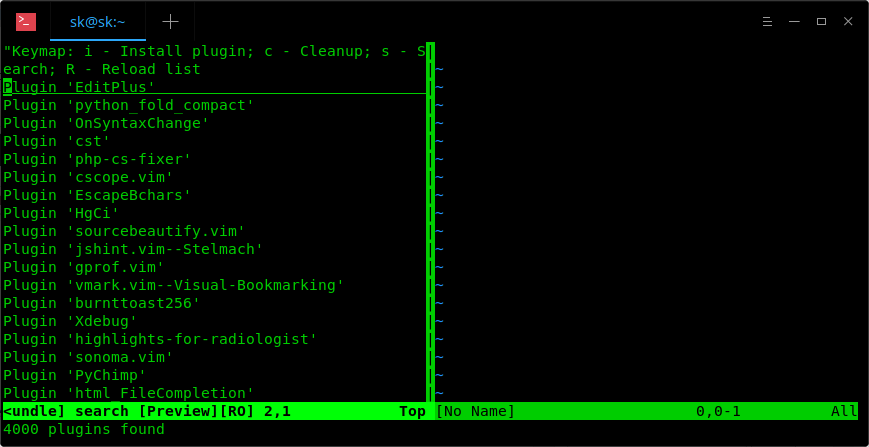 sk@sk:~
"Keymap: i - Install plugin; c - Cleanup; s - S
earch; R - Reload list
Plugin 'EditPlus'
Plugin 'python_fold_compact'
Plugin 'OnSyntaxChange'
Plugin 'cst'
Plugin 'php-cs-fixer'
Plugin 'cscope.vim'
Plugin 'EscapeBchars'
Plugin 'HgCi'
Plugin 'sourcebeautify.vim'
Plugin 'jshint.vim--Stelmach'
Plugin 'gprof.vim'
Plugin 'vmark.vim--Visual-Bookmarking'
Plugin 'burnttoast256'
Plugin 'Xdebug'
Plugin 'highlights-for-radiologist'
Plugin 'sonoma.vim'
Plugin 'PyChimp'
Plugin 'html_FileCompletion'
<undle] search [Preview][RO] 2,1 Top [No Name] 0,0-1 All
4000 plugins found